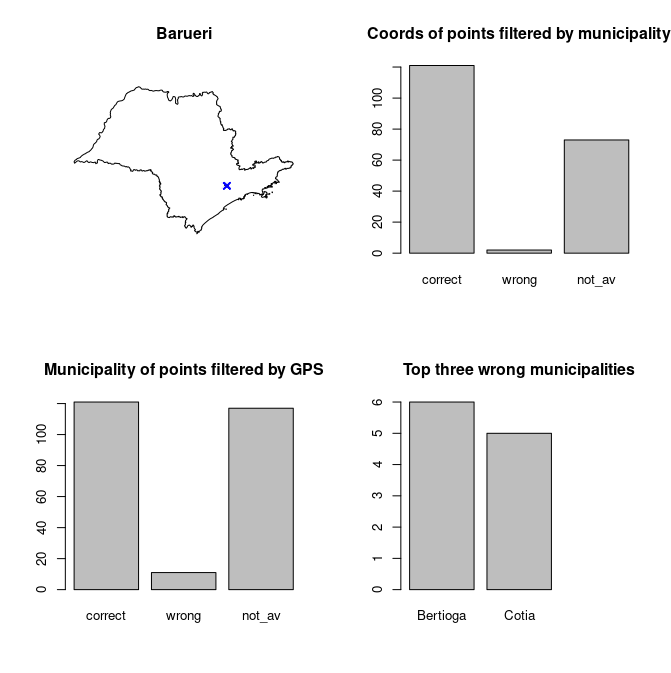 Barueri
Coords of points filtered by municipality
100
80
60
40
20
0
correct wrong not_av
Municipality of points filtered by GPS
100
80
60
40
20
0
correct wrong not_av
Top three wrong municipalities
6
5
4
3
2
1
0
Bertioga Cotia